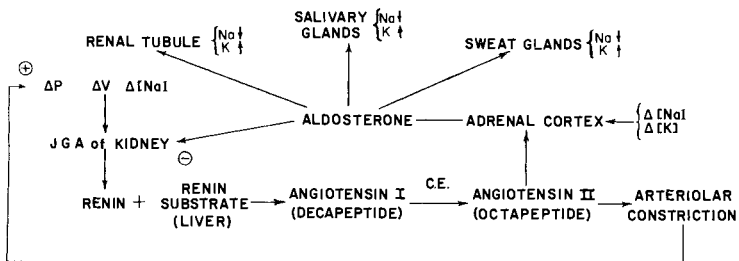 SALIVARY GLANDS { Na↓ K ↑
RENAL TUBULE { Na↓ K ↑
SWEAT GLANDS { Na↓ K ↑
⊕
ΔP ΔV Δ[Na]
ALDOSTERONE
ADRENAL CORTEX
{ Δ[Na] Δ[K]
JGA of KIDNEY
⊖
RENIN +
RENIN
SUBSTRATE
(LIVER)
ANGIOTENSIN I
(DECAPEPTIDE)
C.E.
ANGIOTENSIN II
(OCTAPEPTIDE)
ARTERIOLAR
CONSTRICTION